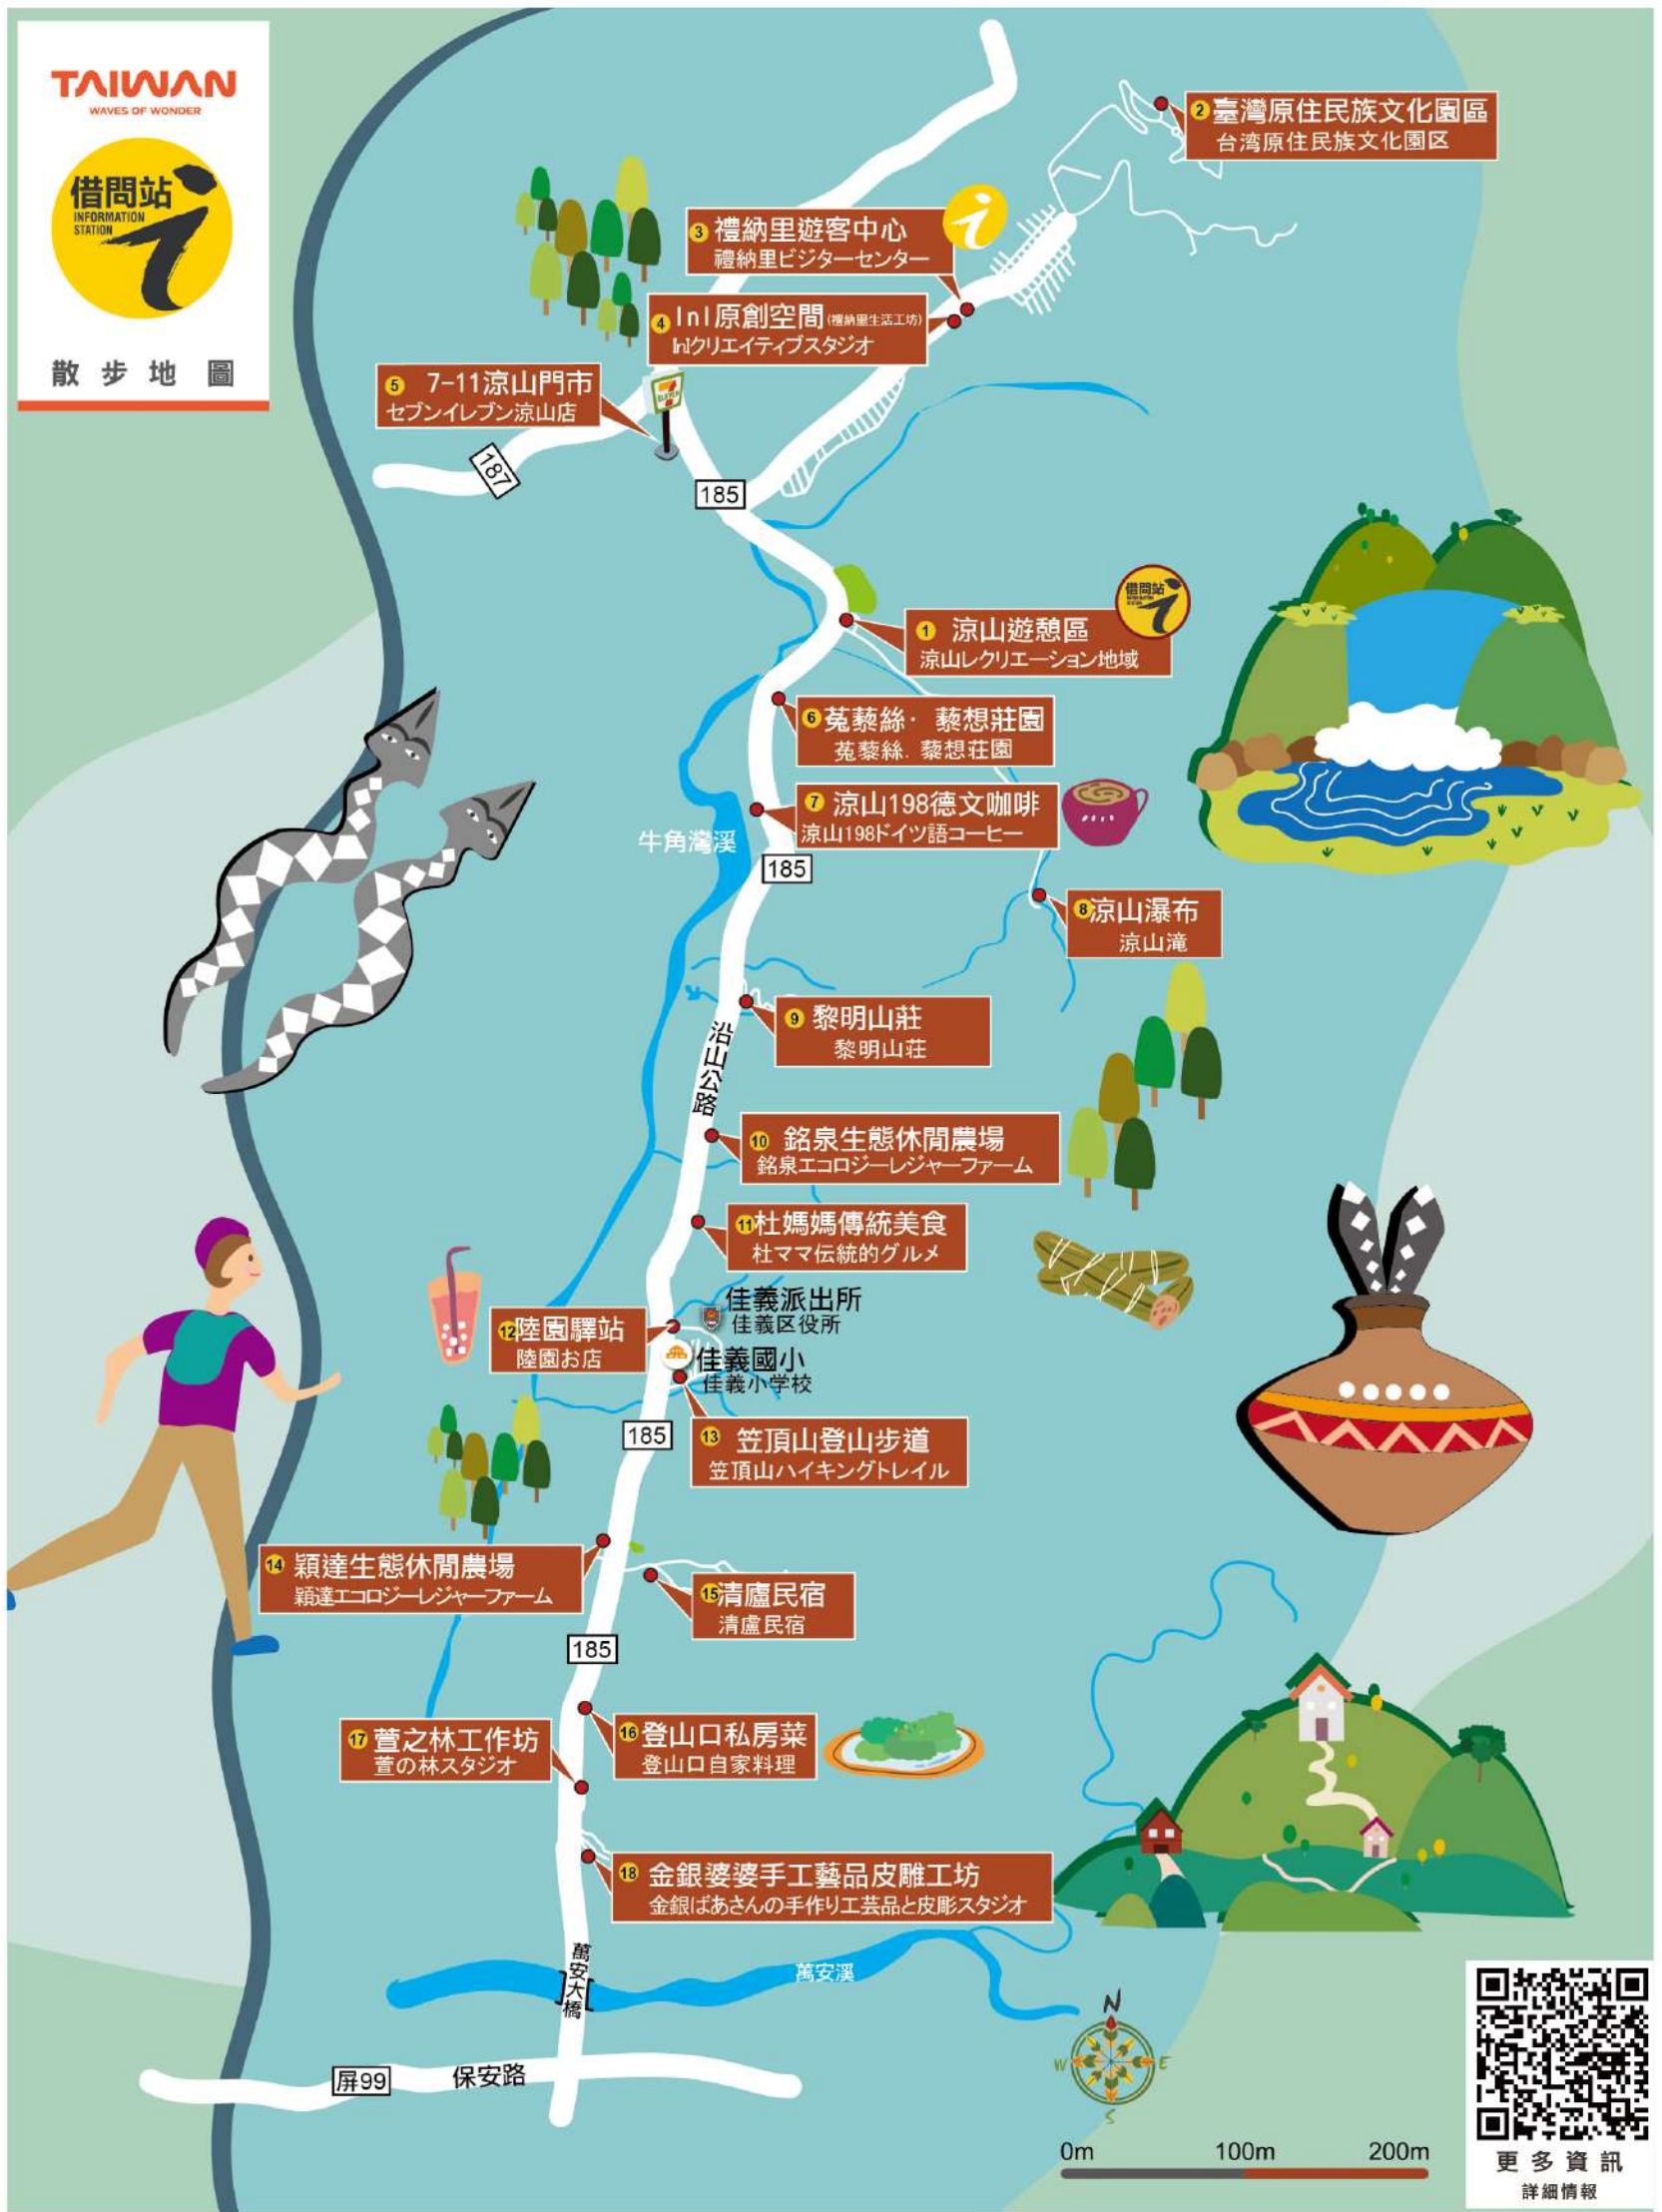 TAIWAN
WAVES OF WONDER
借問站
INFORMATION
STATION
散步地圖
2 臺灣原住民族文化園區
台湾原住民族文化園区
3 禮納里遊客中心
禮納里ビジターセンター
4 InI原創空間(禮納里生活工坊)
InIクリエイティブスタジオ
5 7-11涼山門市
セブンイレブン涼山店
7
ELEVEN
187
185
借問站
INFORMATION
STATION
1 涼山遊憩區
涼山レクリエーション地域
6 菟藜絲·藜想莊園
菟藜絲.藜想荘園
7 涼山198德文咖啡
涼山198ドイツ語コーヒー
牛角灣溪
185
8 涼山瀑布
涼山滝
9 黎明山莊
黎明山荘
沿山公路
10 銘泉生態休閒農場
銘泉エコロジーレジャーファーム
11 杜媽媽傳統美食
杜ママ伝統的グルメ
佳義派出所
佳義区役所
12 陸園驛站
陸園お店
佳義國小
佳義小学校
185
13 笠頂山登山步道
笠頂山ハイキングトレイル
14 穎達生態休閒農場
穎達エコロジーレジャーファーム
15 清廬民宿
清盧民宿
185
16 登山口私房菜
登山口自家料理
17 萱之林工作坊
萱の林スタジオ
18 金銀婆婆手工藝品皮雕工坊
金銀ばあさんの手作り工芸品と皮彫スタジオ
萬安大橋
萬安溪
屏99
保安路
N
W
E
S
0m 100m 200m
更多資訊
詳細情報